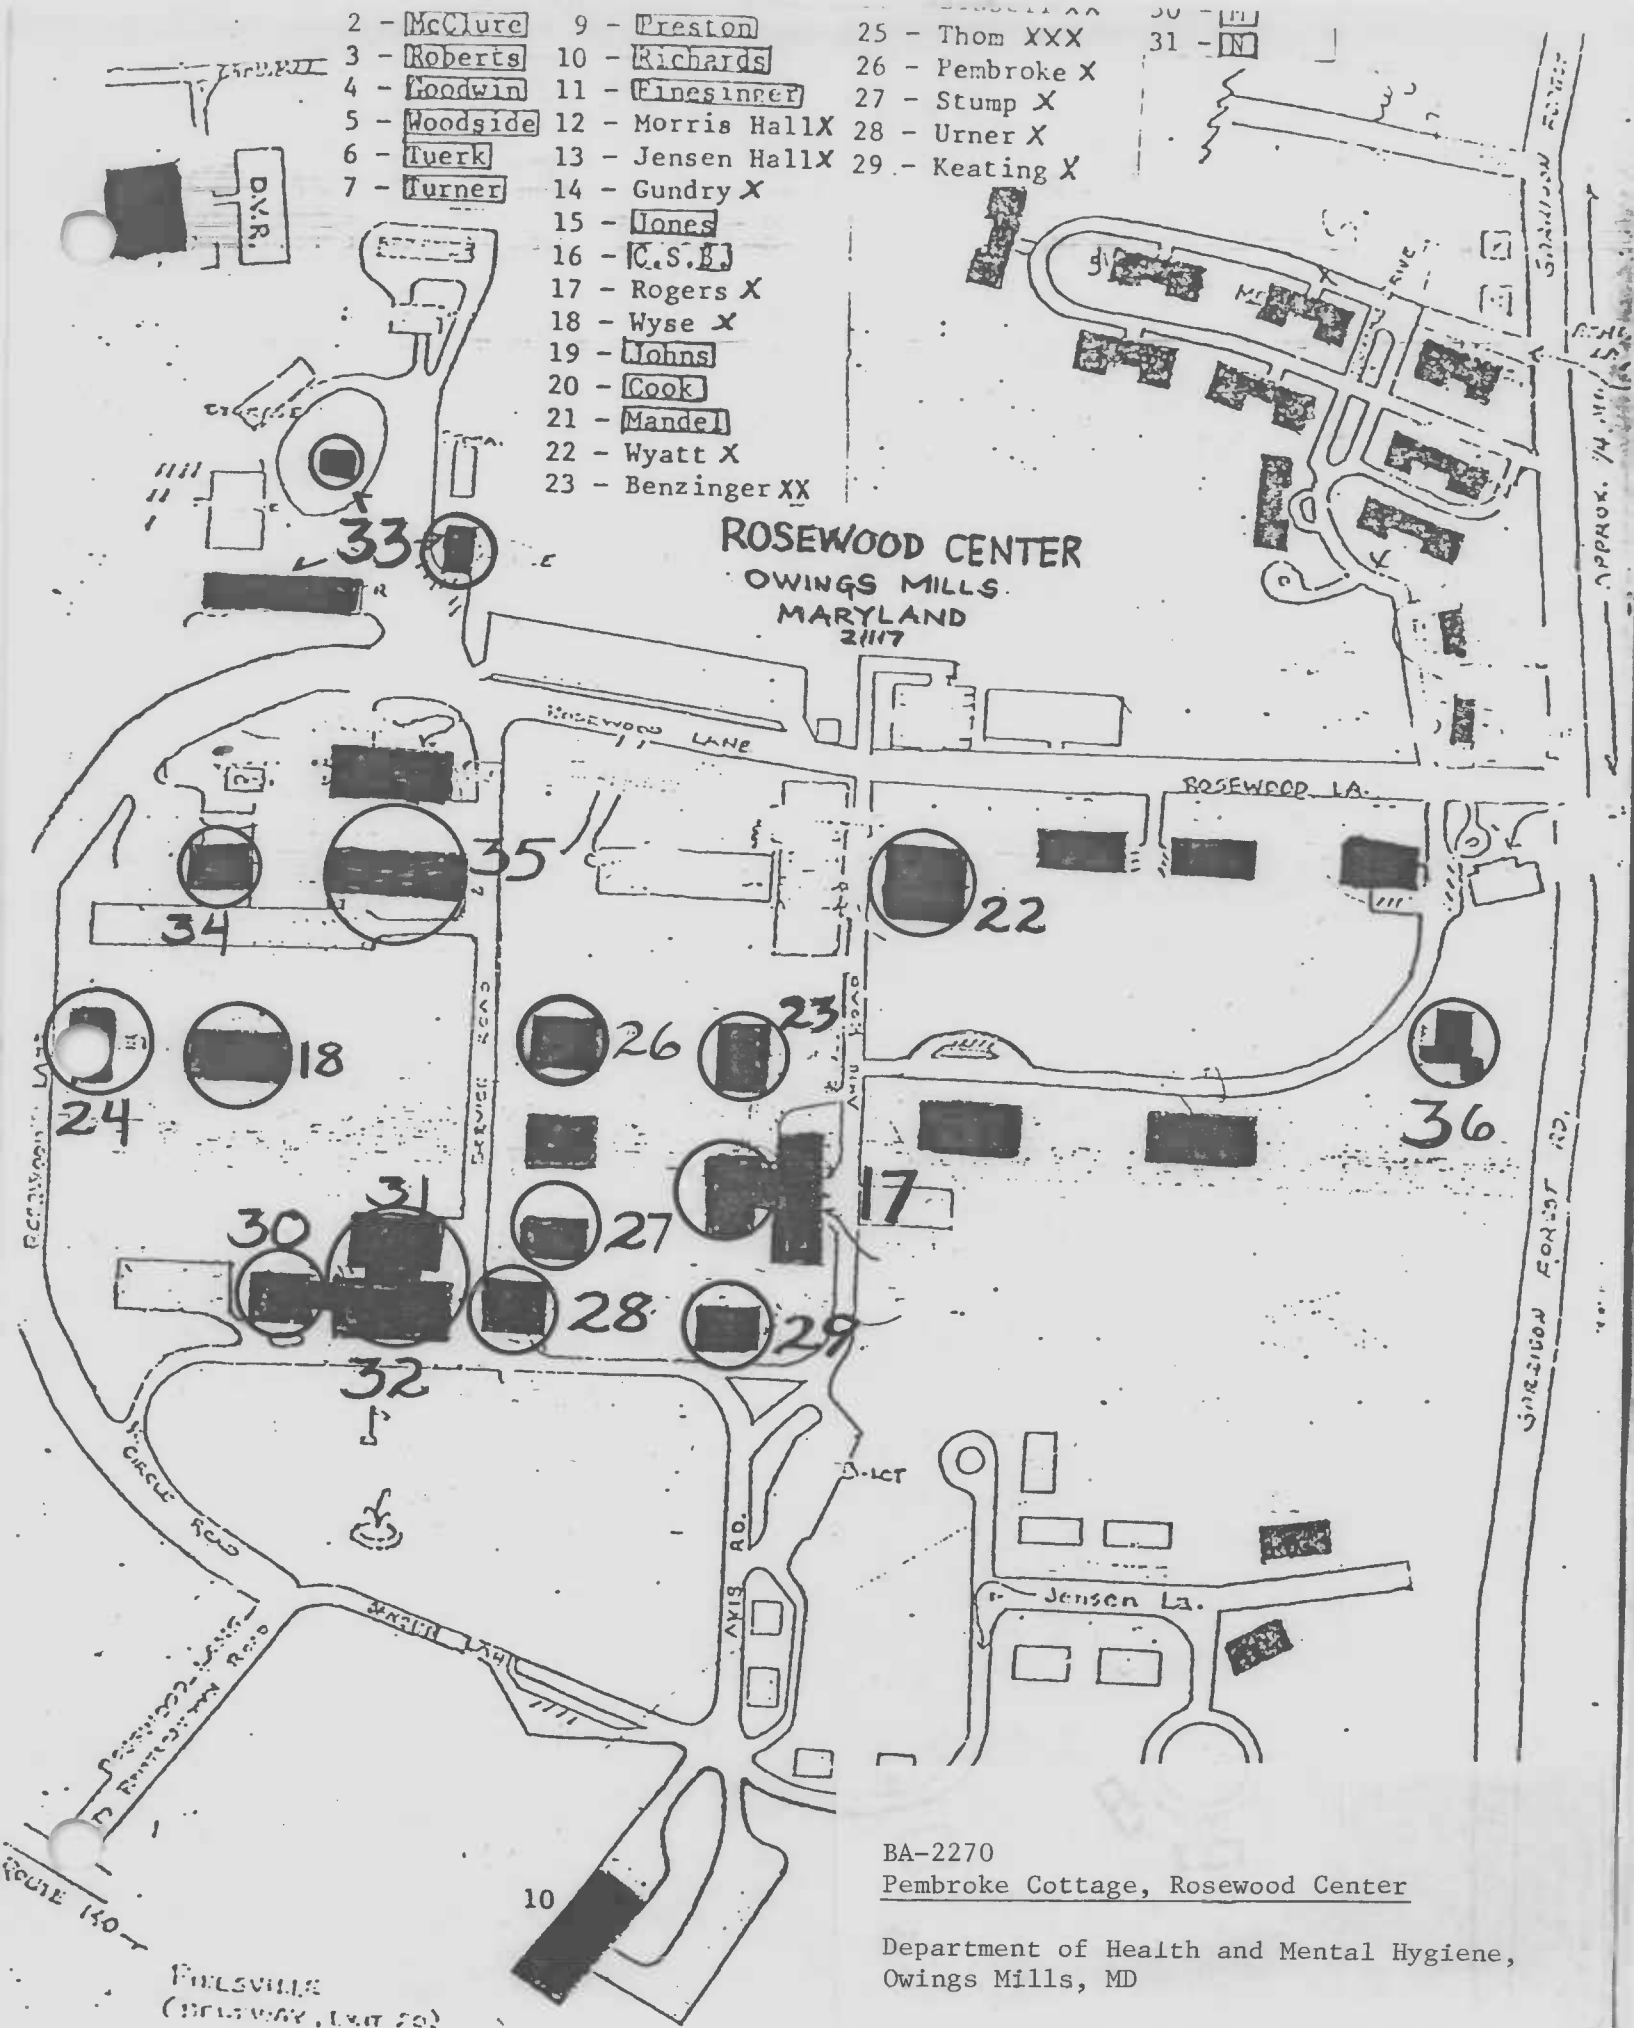 2 - McClure
3 - Roberts
4 - Goodwin
5 - Woodside
6 - Tuerk
7 - Turner
9 - Preston
10 - Richards
11 - Finesinger
12 - Morris Hall X
13 - Jensen Hall X
14 - Gundry X
15 - Jones
16 - C.S.B.
17 - Rogers X
18 - Wyse X
19 - Johns
20 - Cook
21 - Mandel
22 - Wyatt X
23 - Benzinger XX
25 - Thom XXX
26 - Pembroke X
27 - Stump X
28 - Urner X
29 - Keating X
30 - M
31 - N
D.V.R.
ROSEWOOD CENTER
OWINGS MILLS
MARYLAND
21117
APPROX. 1/4 
33
ROSEWOOD LANE
ROSEWOOD LA.
35
34
22
24
18
26
23
SERVICE ROAD
36
31
30
17
27
28
29
32
GARRISON FOREST RD.
CIRCLE ROAD
AXIS RD.
Jensen La.
ROUTE 140
10
BA-2270
Pembroke Cottage, Rosewood Center
Department of Health and Mental Hygiene,
Owings Mills, MD